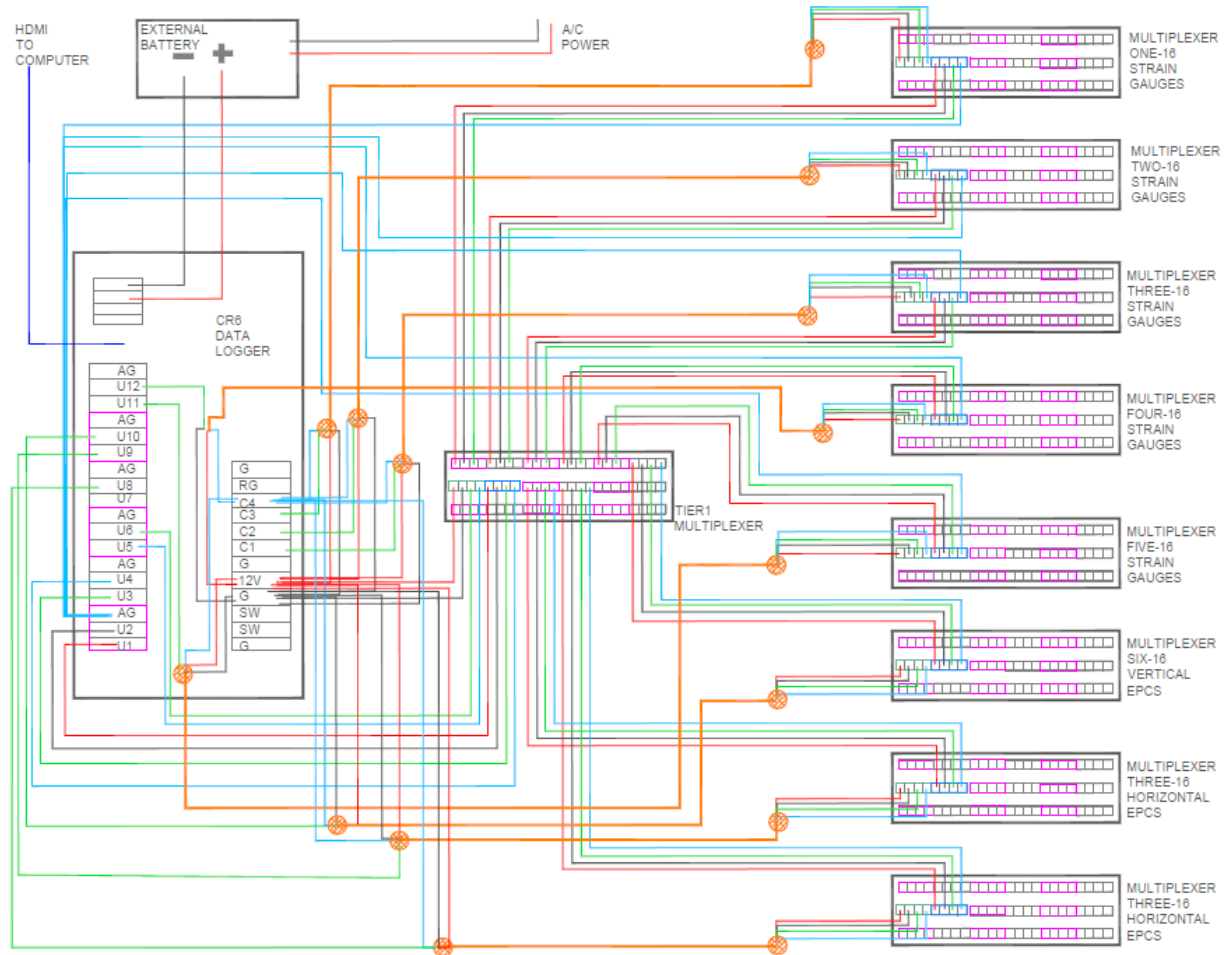 HDMI
TO
COMPUTER
EXTERNAL
BATTERY
A/C
POWER
MULTIPLEXER
ONE-16
STRAIN
GAUGES
MULTIPLEXER
TWO-16
STRAIN
GAUGES
MULTIPLEXER
THREE-16
STRAIN
GAUGES
MULTIPLEXER
FOUR-16
STRAIN
GAUGES
MULTIPLEXER
FIVE-16
STRAIN
GAUGES
MULTIPLEXER
SIX-16
VERTICAL
EPCS
MULTIPLEXER
THREE-16
HORIZONTAL
EPCS
MULTIPLEXER
THREE-16
HORIZONTAL
EPCS
CR6
DATA
LOGGER
AG
U12
U11
AG
U10
U9
AG
U8
U7
AG
U6
U5
AG
U4
U3
AG
U2
U1
G
RG
C4
C3
C2
C1
G
12V
G
SW
SW
G
TIER1
MULTIPLEXER